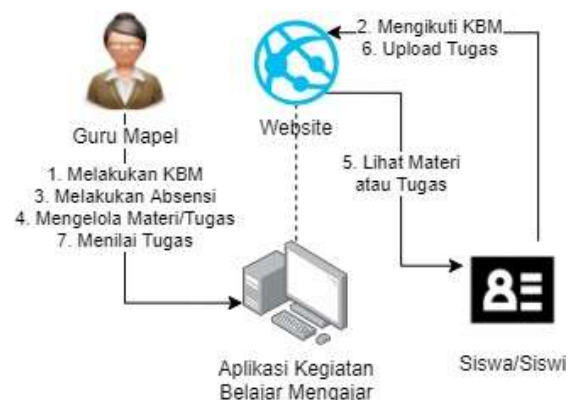 2. Mengikuti KBM
6. Upload Tugas
Guru Mapel
Website
1. Melakukan KBM
3. Melakukan Absensi
4. Mengelola Materi/Tugas
7. Menilai Tugas
5. Lihat Materi
atau Tugas
Aplikasi Kegiatan
Belajar Mengajar
Siswa/Siswi